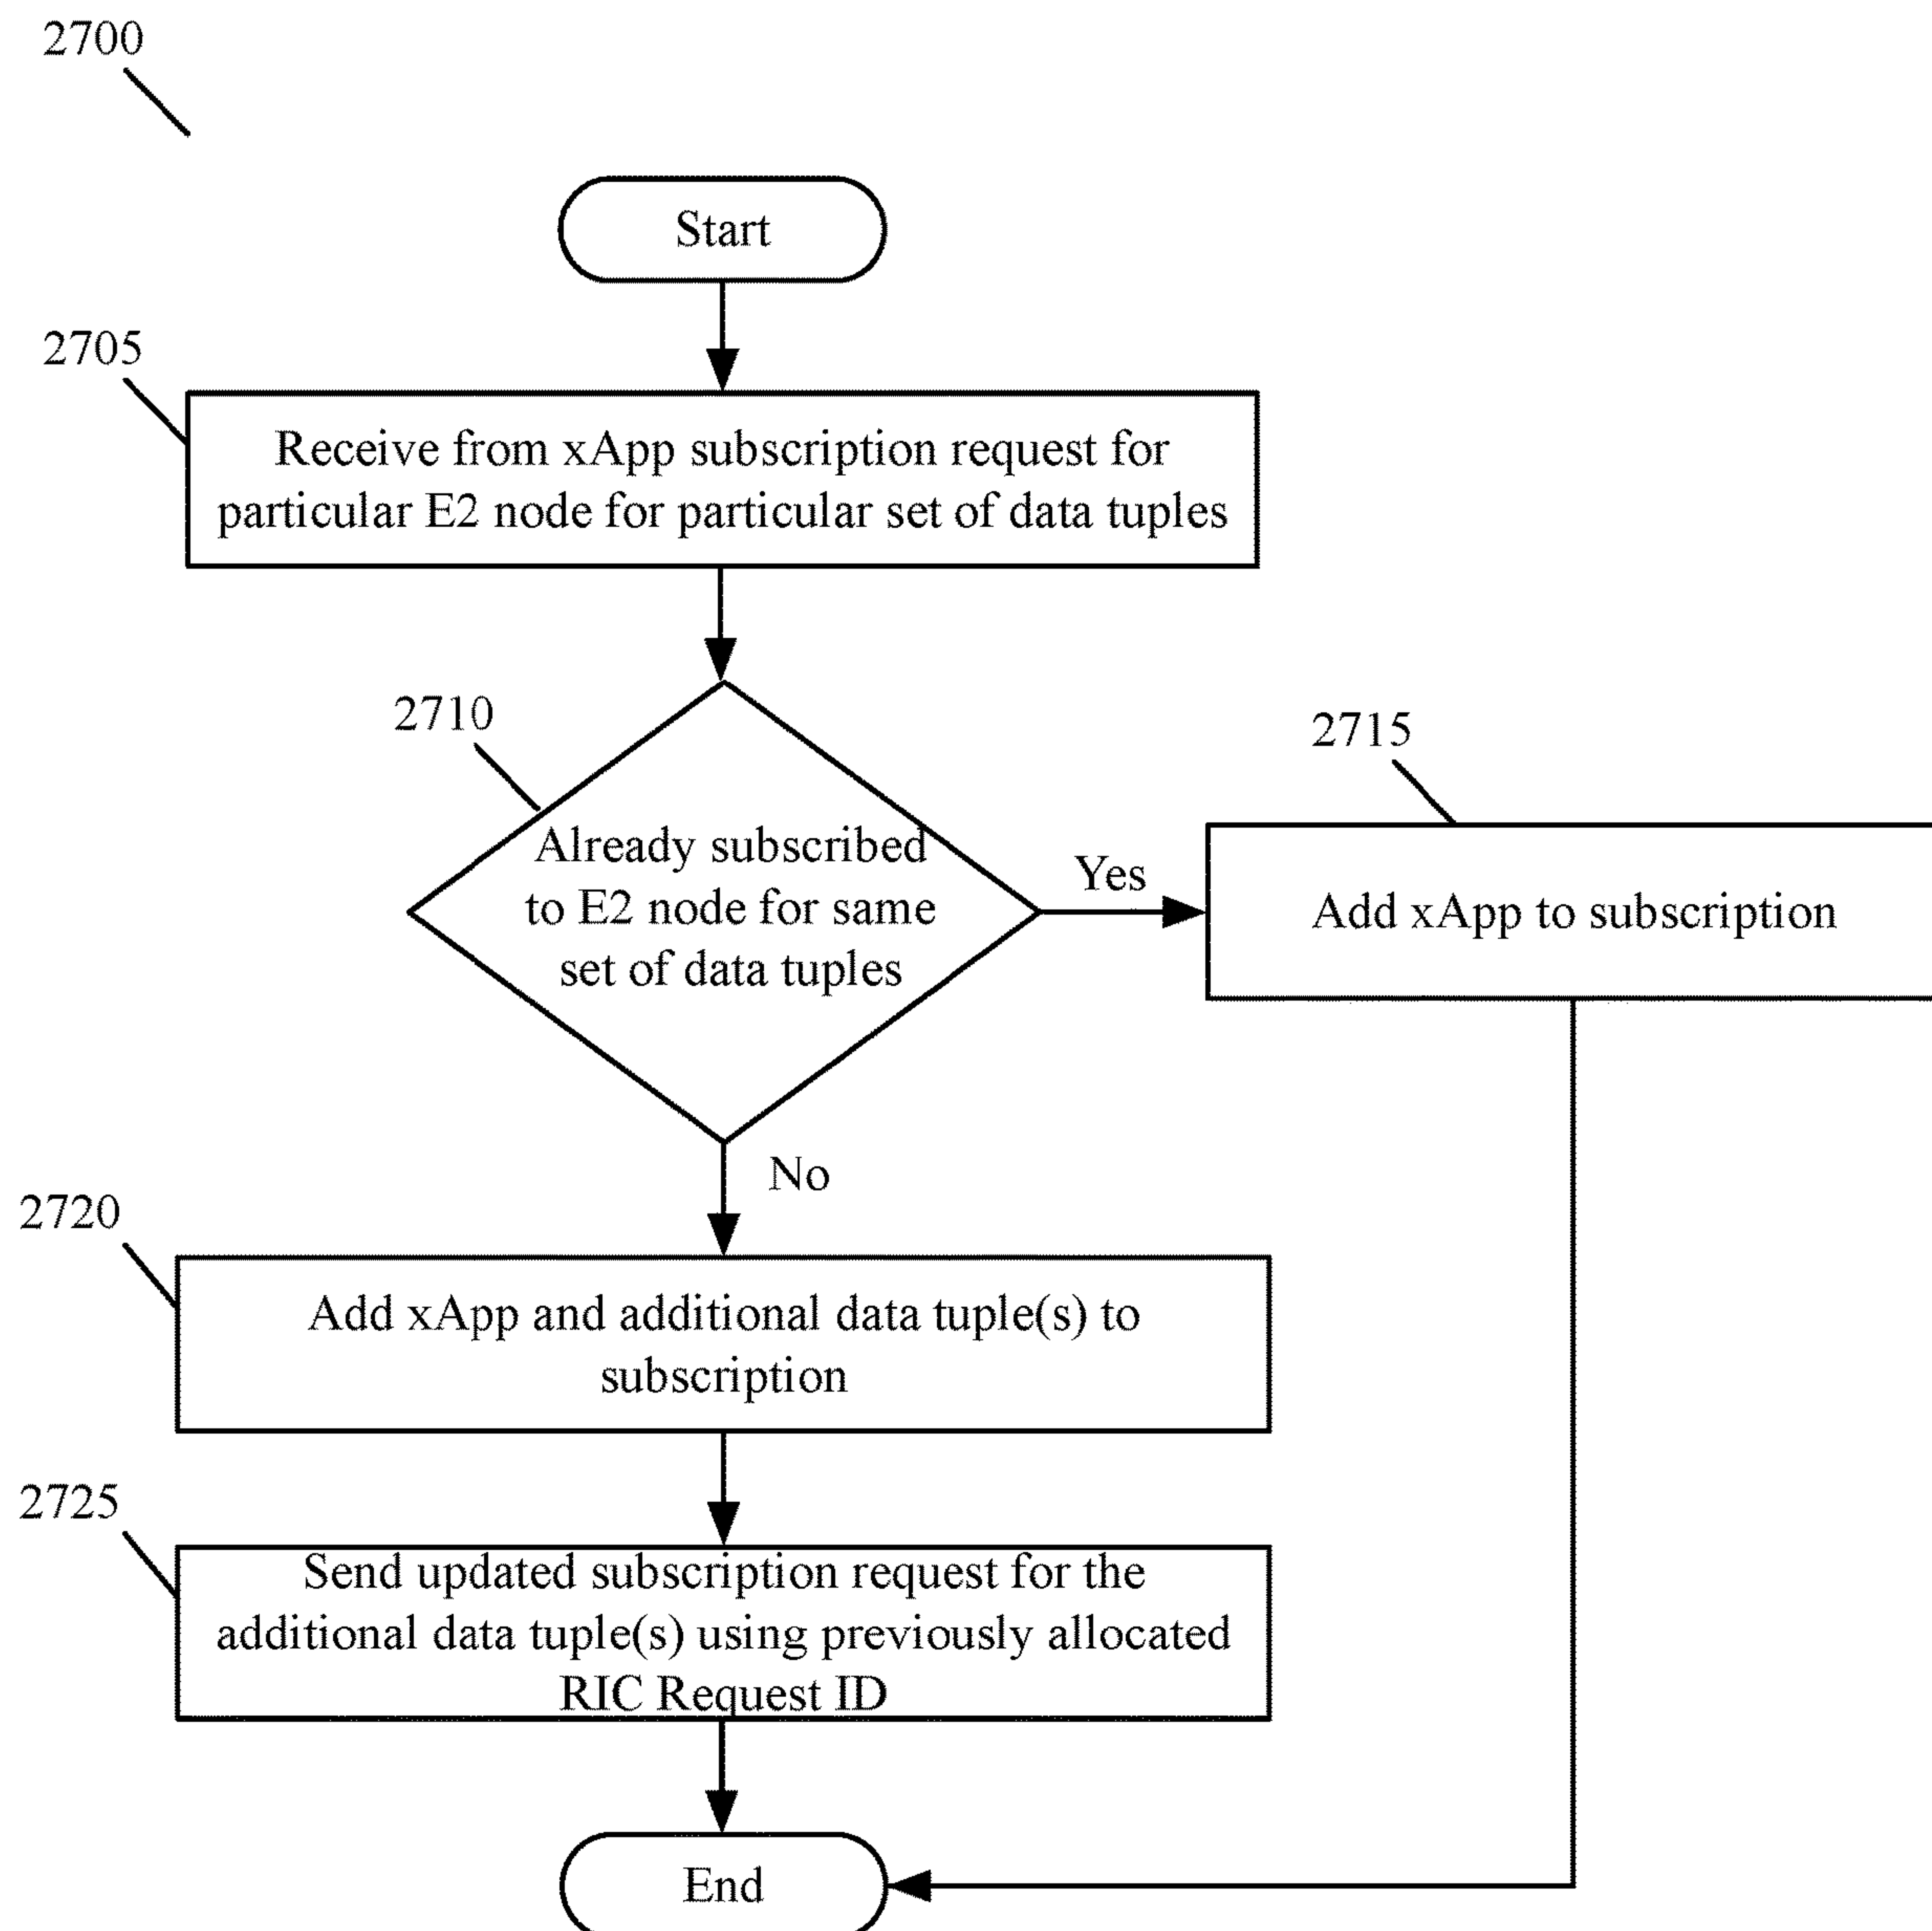 2700
Start
2705
Receive from xApp subscription request for
particular E2 node for particular set of data tuples
2710
Already subscribed
to E2 node for same
set of data tuples
Yes
2715
Add xApp to subscription
No
2720
Add xApp and additional data tuple(s) to
subscription
2725
Send updated subscription request for the
additional data tuple(s) using previously allocated
RIC Request ID
End